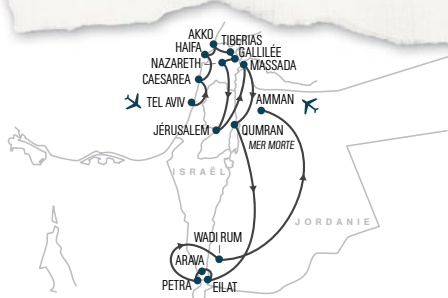 AKKO
TIBERIAS
HAIFA
GALLILÉE
NAZARETH
MASSADA
CAESAREA
TEL AVIV
AMMAN
JÉRUSALEM
QUMRAN
MER MORTE
ISRAËL
JORDANIE
WADI RUM
ARAVA
PETRA
EILAT